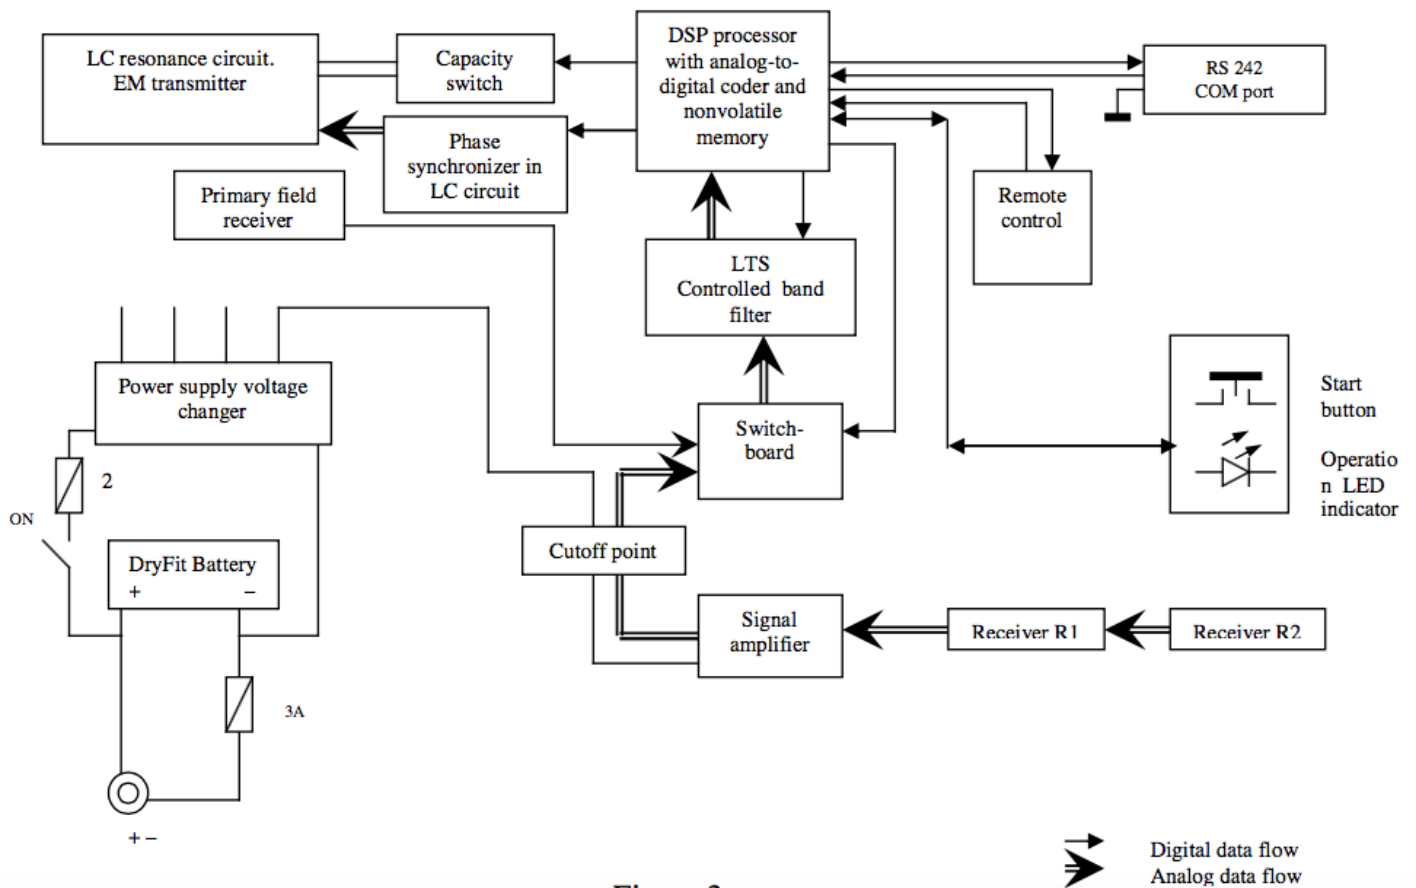 LC resonance circuit.
EM transmitter
Capacity
switch
DSP processor
with analog-to-
digital coder and
nonvolatile
memory
RS 242
COM port
Phase
synchronizer in
LC circuit
Primary field
receiver
Remote
control
LTS
Controlled band
filter
Power supply voltage
changer
Switch-
board
Start
button
Operatio
n LED
indicator
2
ON
DryFit Battery
+ −
Cutoff point
Signal
amplifier
Receiver R1
Receiver R2
3A
+ −
Digital data flow
Analog data flow